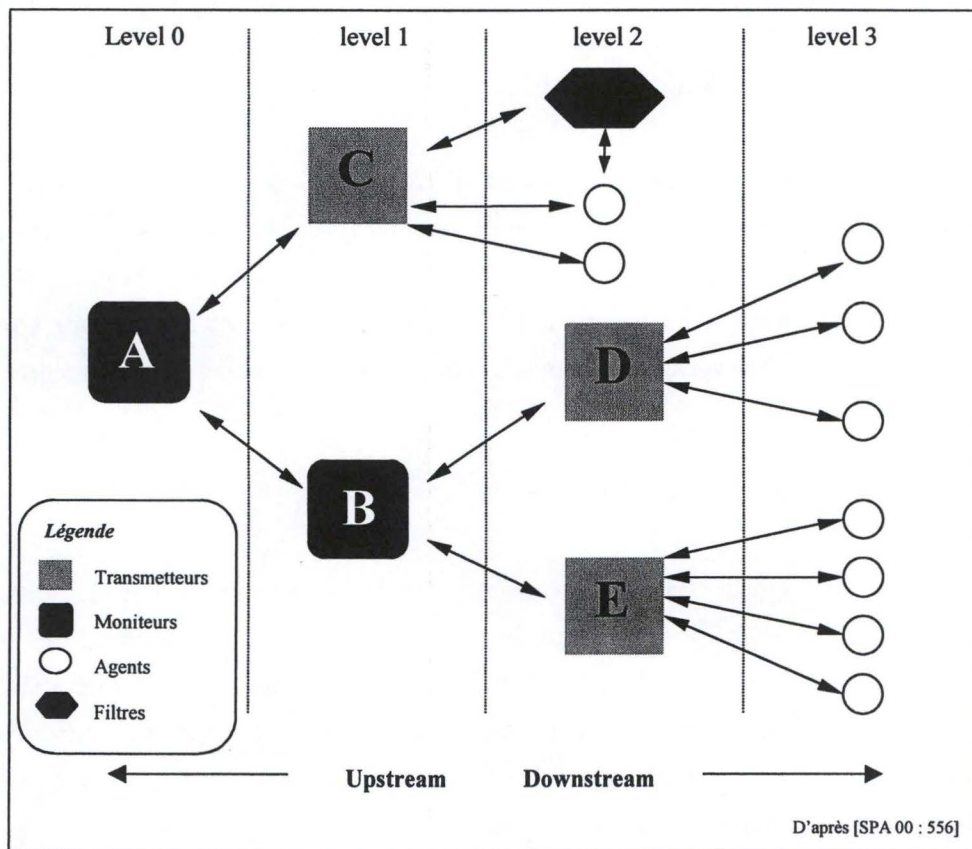 Level 0
level 1
level 2
level 3
C
A
D
B
E
Légende
Transmetteurs
Moniteurs
Agents
Filtres
Upstream
Downstream
D'après [SPA 00 : 556]